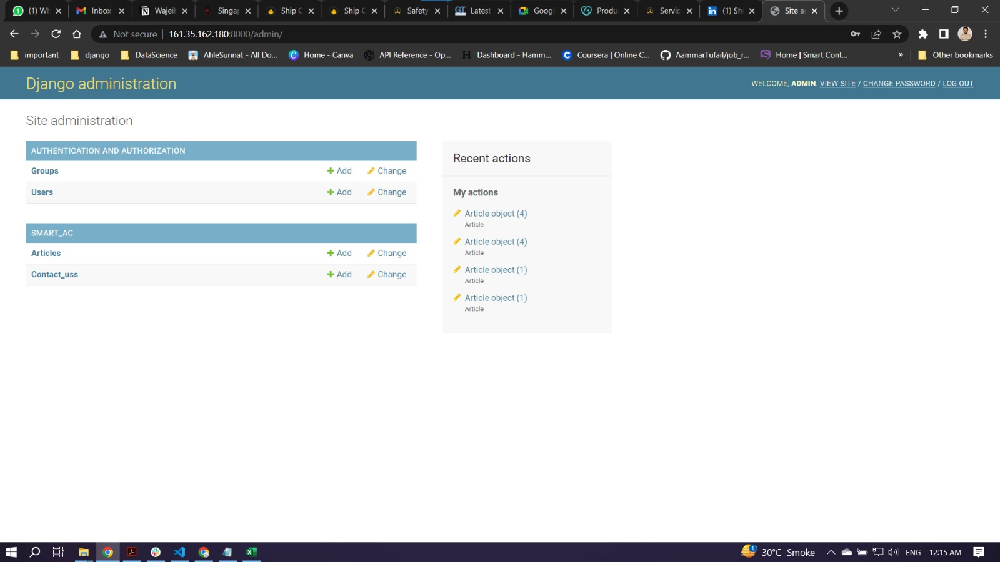 (1) Wh
Inbox
Wajeih
Singap
Ship C
Ship C
Safety
GT Latest
Googl
Produ
Servic
in (1) Sh
Site a
Not secure | 161.35.162.180:8000/admin/
important
django
DataScience
AhleSunnat - All Do...
Home - Canva
API Reference - Op...
H Dashboard - Hamm...
Coursera | Online C...
AammarTufail/job_r...
Home | Smart Cont...
»
Other bookmarks
Django administration
WELCOME, ADMIN. VIEW SITE / CHANGE PASSWORD / LOG OUT
Site administration
AUTHENTICATION AND AUTHORIZATION
Groups Add Change
Users Add Change
SMART_AC
Articles Add Change
Contact_uss Add Change
Recent actions
My actions
Article object (4)
Article
Article object (4)
Article
Article object (1)
Article
Article object (1)
Article
1 30°C Smoke ENG 12:15 AM